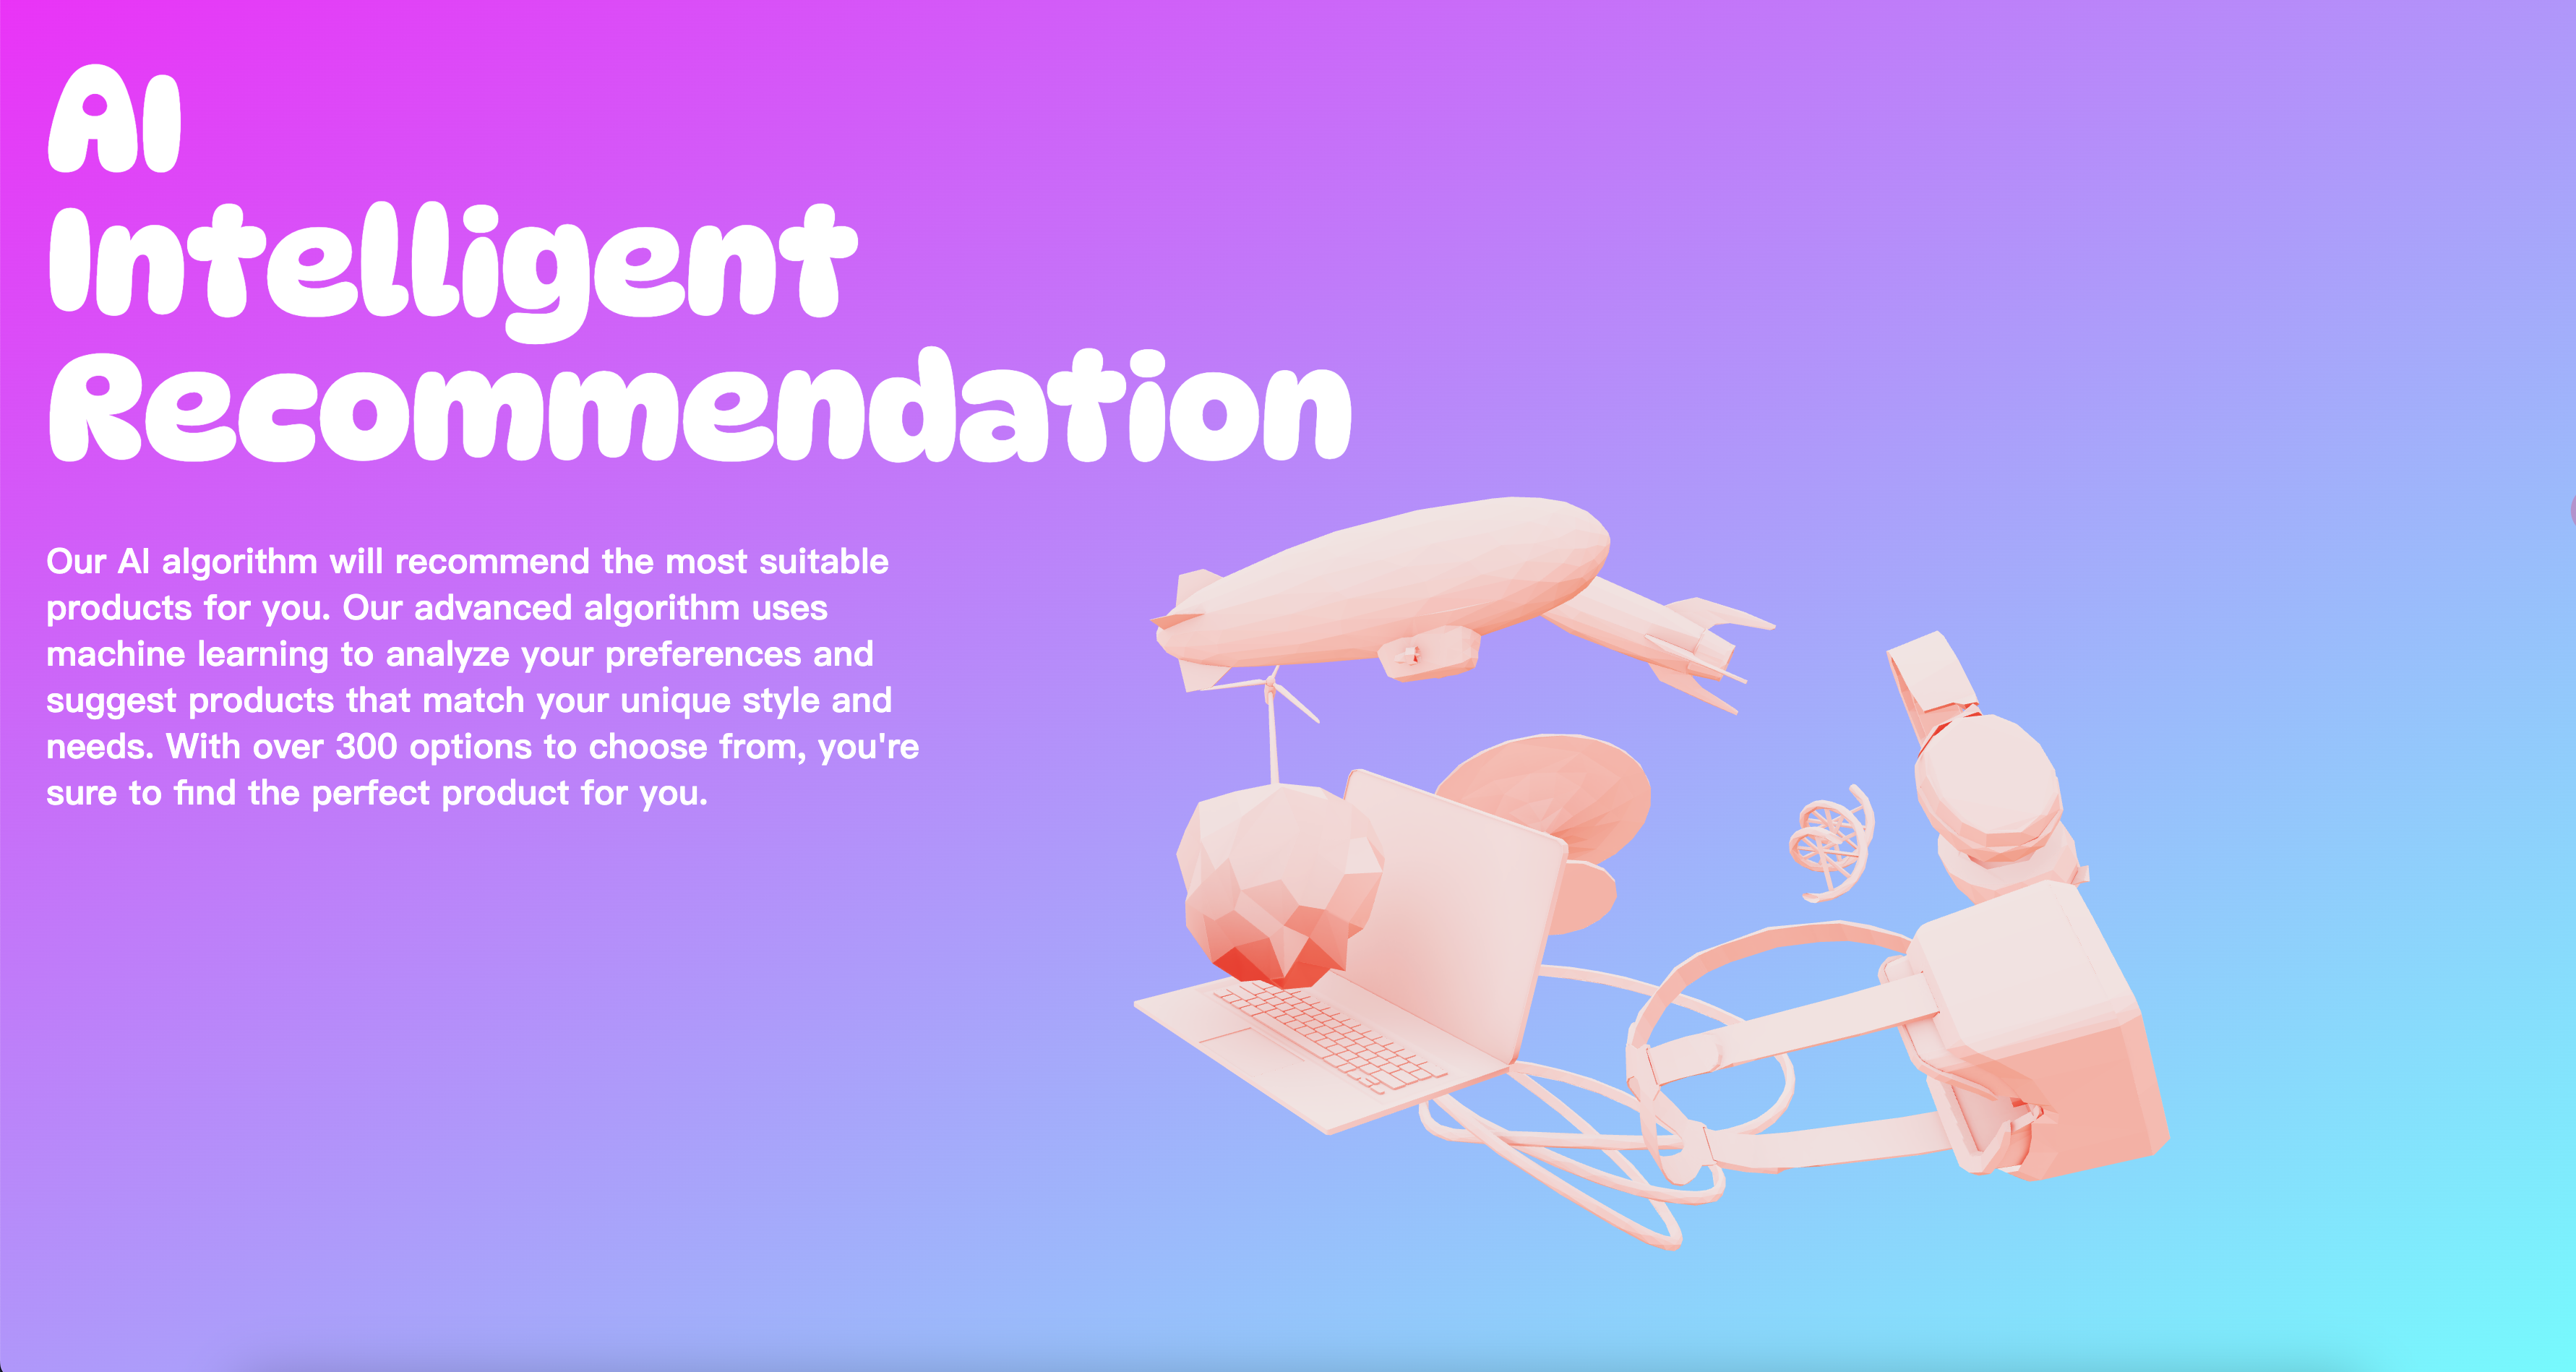 AI
Intelligent
Recommendation
Our AI algorithm will recommend the most suitable
products for you. Our advanced algorithm uses
machine learning to analyze your preferences and
suggest products that match your unique style and
needs. With over 300 options to choose from, you're
sure to find the perfect product for you.